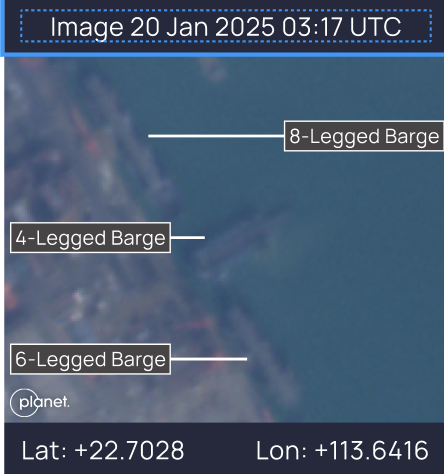 Image 20 Jan 2025 03:17 UTC
8-Legged Barge
4-Legged Barge
6-Legged Barge
planet.
Lat: +22.7028
Lon: +113.6416